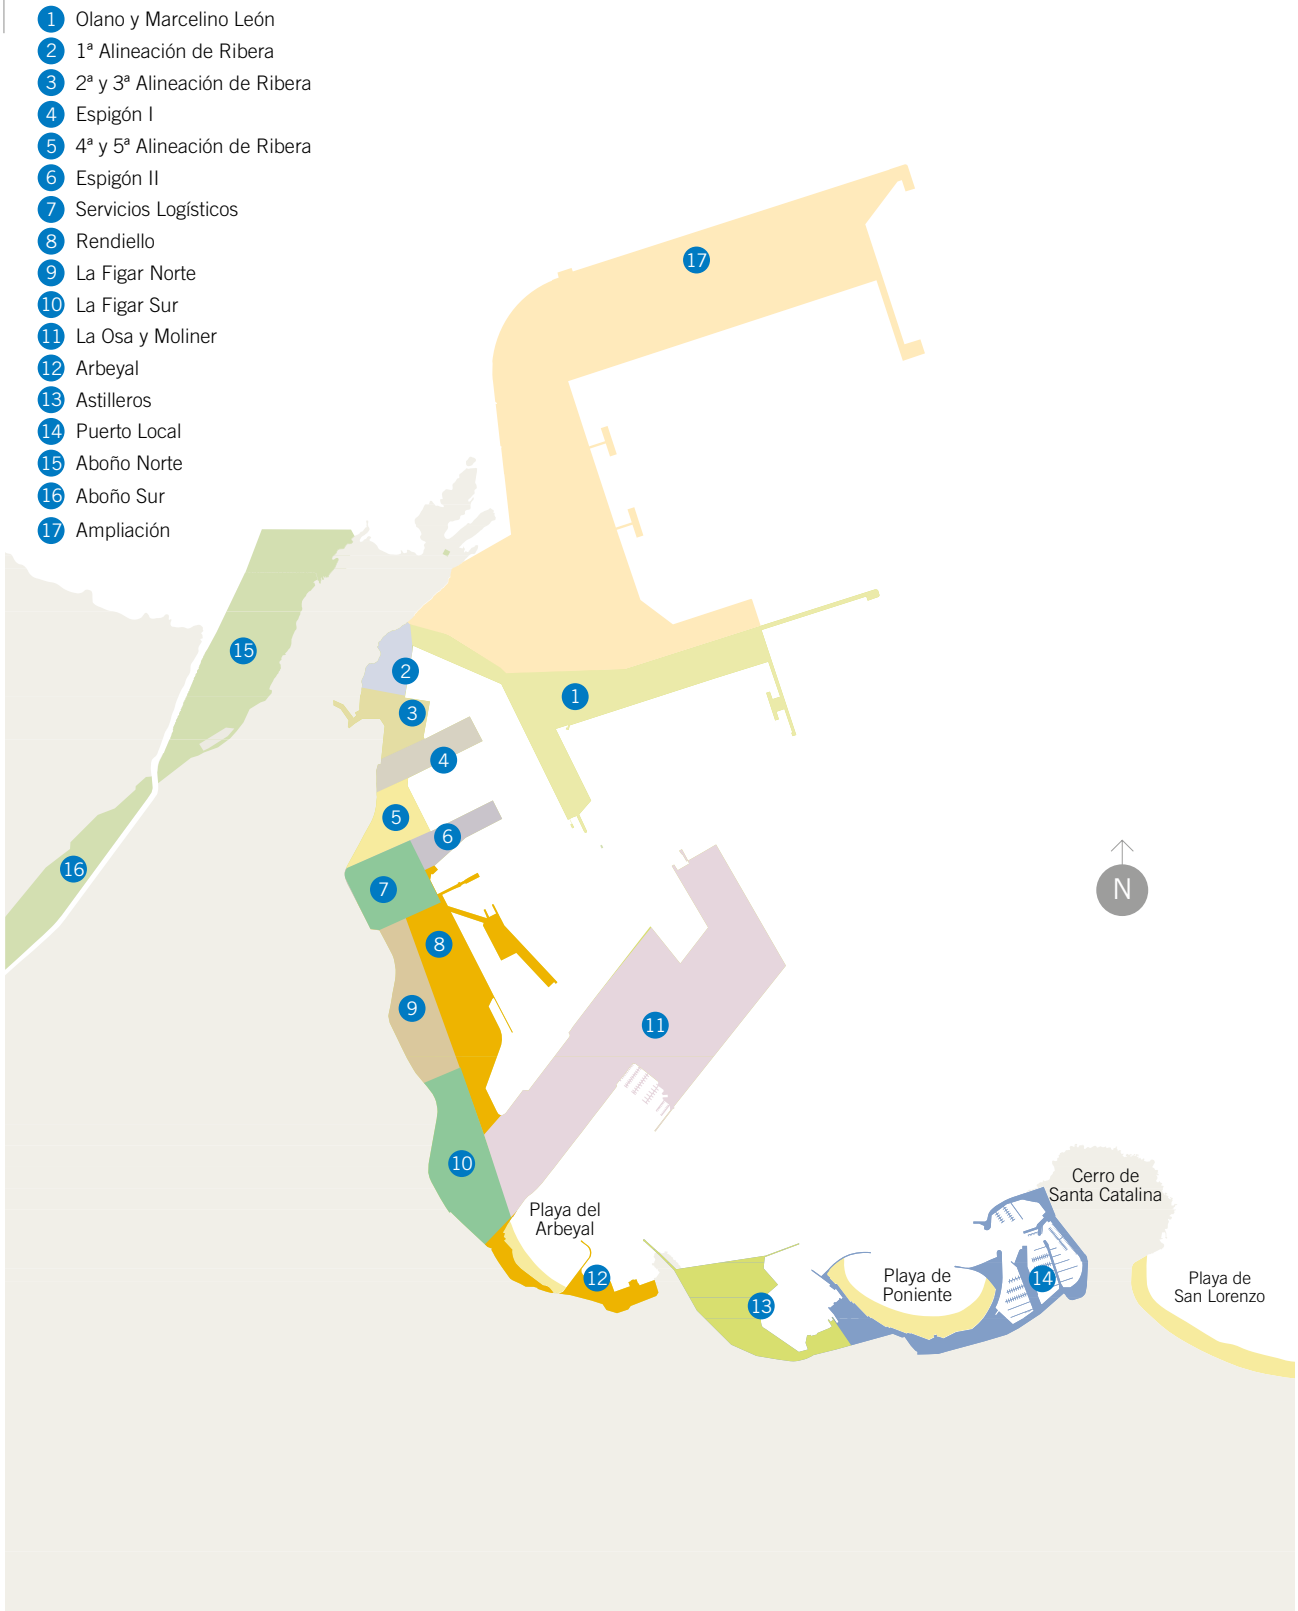 1 Olano y Marcelino León
2 1ª Alineación de Ribera
3 2ª y 3ª Alineación de Ribera
4 Espigón I
5 4ª y 5ª Alineación de Ribera
6 Espigón II
7 Servicios Logísticos
8 Rendiello
9 La Figar Norte
10 La Figar Sur
11 La Osa y Moliner
12 Arbeyal
13 Astilleros
14 Puerto Local
15 Aboño Norte
16 Aboño Sur
17 Ampliación
17
15
2
1
3
4
5
6
16
7
N
8
9
11
10
Cerro de
Santa Catalina
Playa del
Arbeyal
12
13
Playa de
Poniente
14
Playa de
San Lorenzo